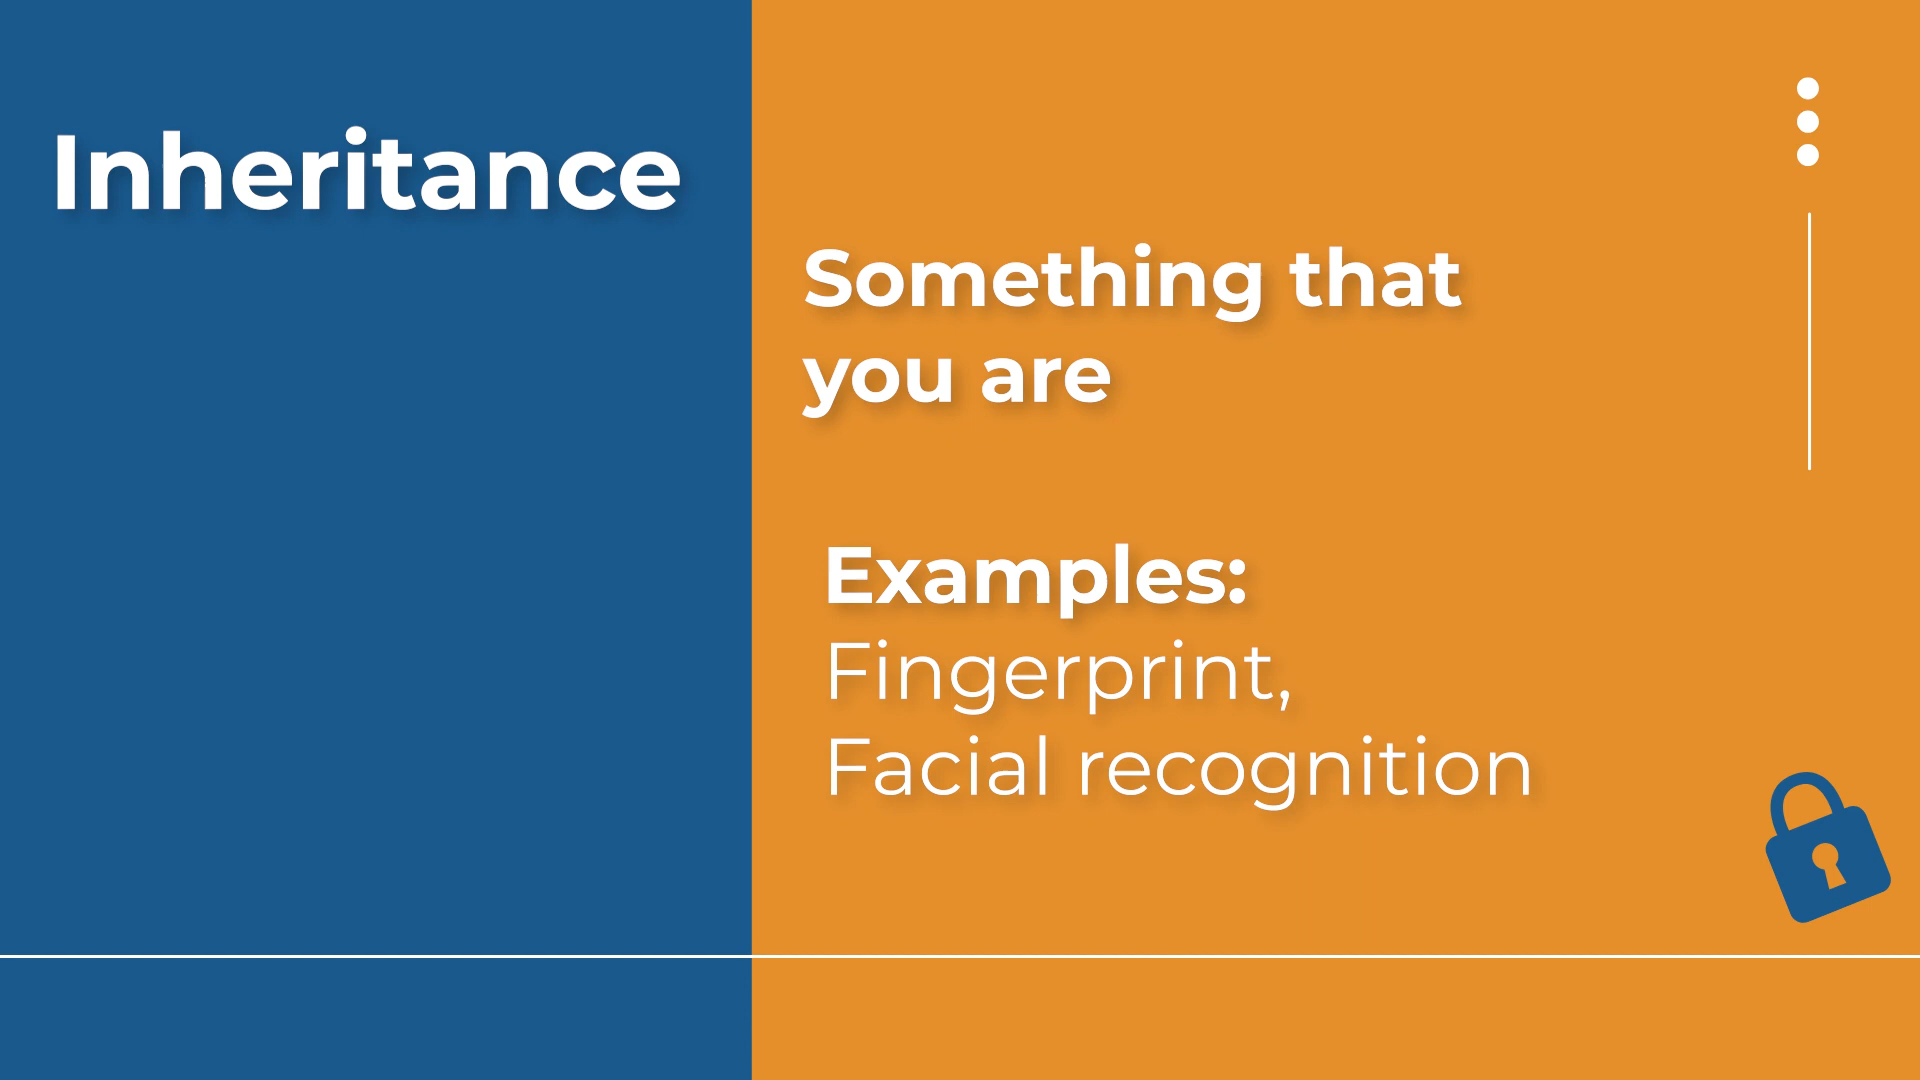 Inheritance
Something that
you are
Examples:
Fingerprint,
Facial recognition